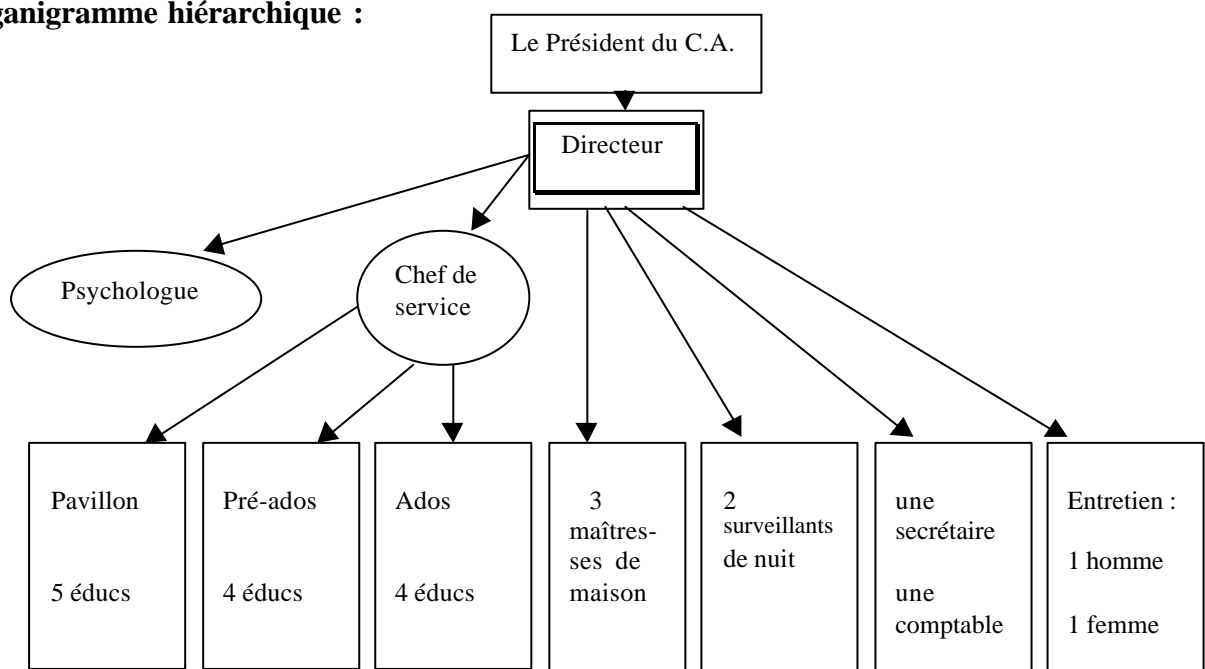 ganigramme hiérarchique :
Le Président du C.A.
Directeur
Psychologue
Chef de
service
Pavillon
5 éducs
Pré-ados
4 éducs
Ados
4 éducs
3
maîtres-
ses de
maison
2
surveillants
de nuit
une
secrétaire
une
comptable
Entretien :
1 homme
1 femme